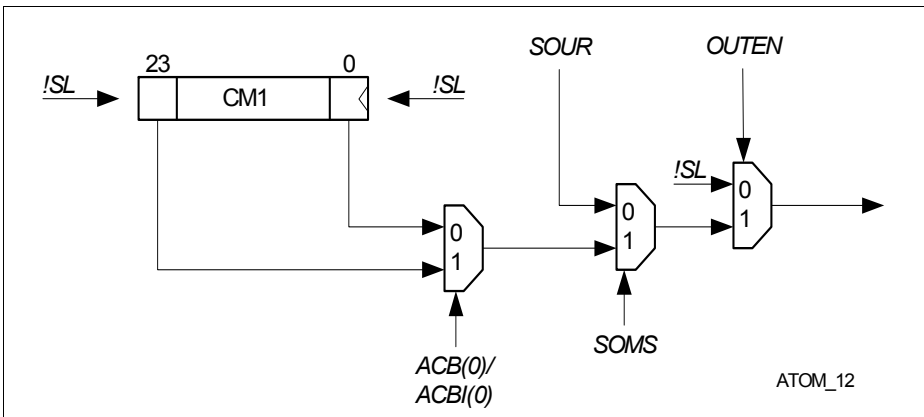 SOUR
OUTEN
23
0
!SL
CM1
!SL
!SL
0
1
0
1
0
1
ACB(0)/
ACBI(0)
SOMS
ATOM_12